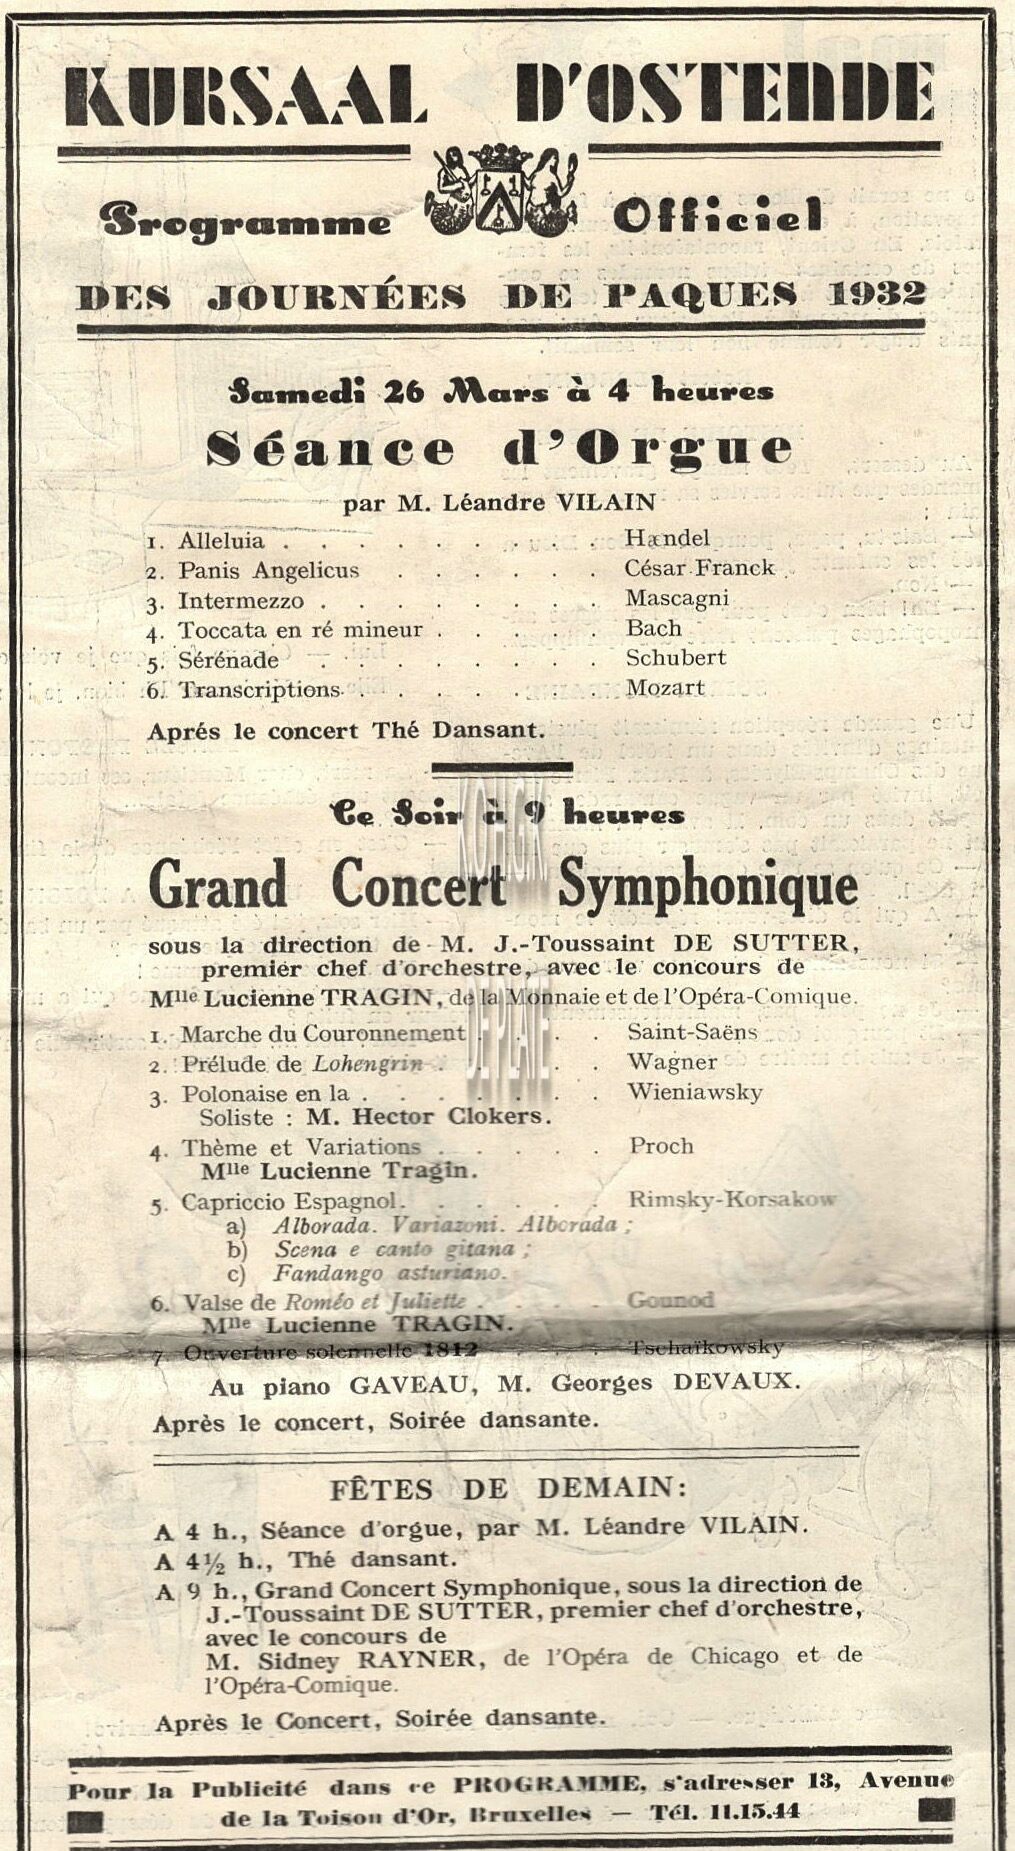 KURSAAL D'OSTENDE
Programme Officiel
DES JOURNÉES DE PAQUES 1932
Samedi 26 Mars à 4 heures
Séance d'Orgue
par M. Léandre VILAIN
1. Alleluia . . . . . . . . Hændel
2. Panis Angelicus . . . . . . César Franck
3. Intermezzo . . . . . . . . Mascagni
4. Toccata en ré mineur . . . . . Bach
5. Sérénade . . . . . . . . Schubert
6. Transcriptions . . . . . . Mozart
Aprés le concert Thé Dansant.
Ce Soir à 9 heures
KOH.GK
Grand Concert Symphonique
sous la direction de M. J.-Toussaint DE SUTTER,
premier chef d'orchestre, avec le concours de
Mlle Lucienne TRAGIN, de la Monnaie et de l'Opéra-Comique.
DE PLATE
1. Marche du Couronnement . . . . Saint-Saëns
2. Prélude de Lohengrin . . . . . Wagner
3. Polonaise en la . . . . . . . Wieniawsky
Soliste : M. Hector Clokers.
4. Thème et Variations . . . . . Proch
Mlle Lucienne Tragin.
5. Capriccio Espagnol . . . . . . Rimsky-Korsakow
a) Alborada. Variazoni. Alborada ;
b) Scena e canto gitana ;
c) Fandango asturiano.
6. Valse de Roméo et Juliette . . . . Gounod
Mlle Lucienne TRAGIN.
7. Ouverture solennelle 1812 . . . Tschaïkowsky
Au piano GAVEAU, M. Georges DEVAUX.
Après le concert, Soirée dansante.
FÊTES DE DEMAIN:
A 4 h., Séance d'orgue, par M. Léandre VILAIN.
A 4½ h., Thé dansant.
A 9 h., Grand Concert Symphonique, sous la direction de
J.-Toussaint DE SUTTER, premier chef d'orchestre,
avec le concours de
M. Sidney RAYNER, de l'Opéra de Chicago et de
l'Opéra-Comique.
Après le Concert, Soirée dansante.
Pour la Publicité dans ce PROGRAMME, s'adresser 13, Avenue
de la Toison d'Or, Bruxelles — Tél. 11.15.44